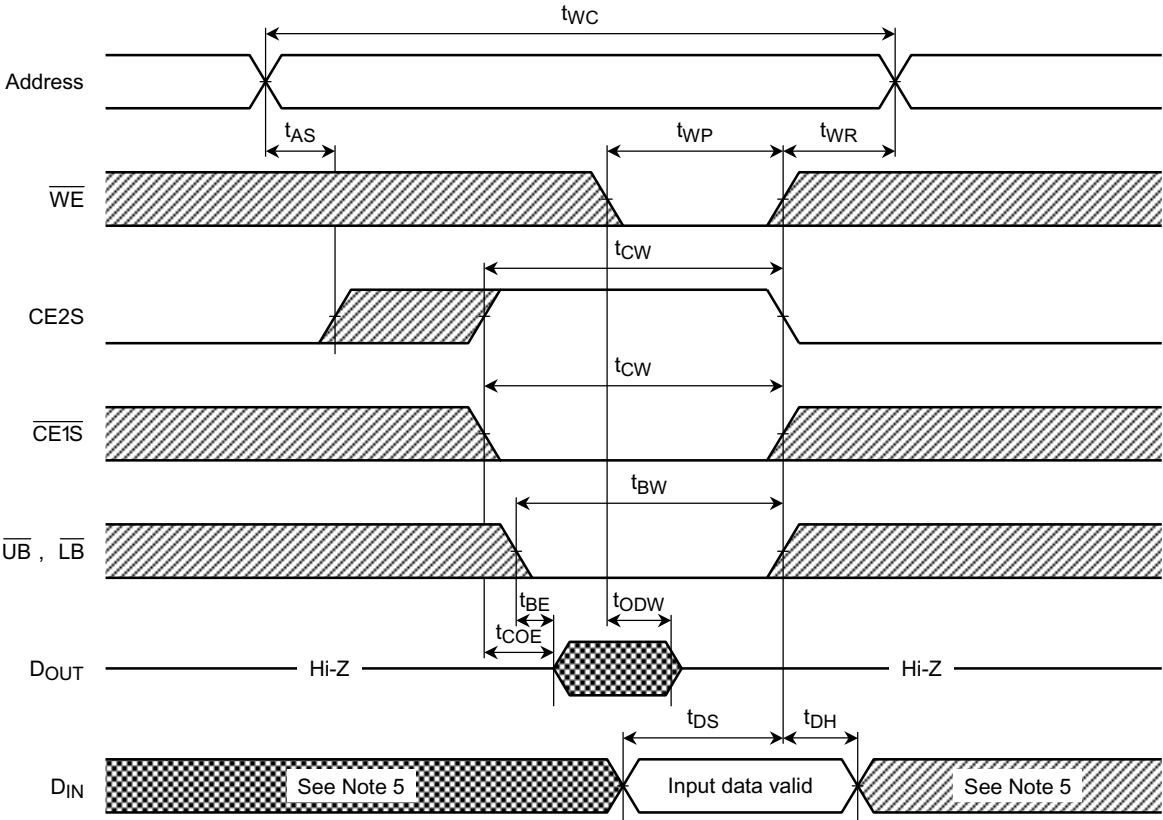 tWC
Address
tAS
tWP
tWR
WE
tCW
CE2S
tCW
CE1S
tBW
UB , LB
tBE
tODW
tCOE
DOUT
Hi-Z
Hi-Z
tDS
tDH
DIN
See Note 5
Input data valid
See Note 5